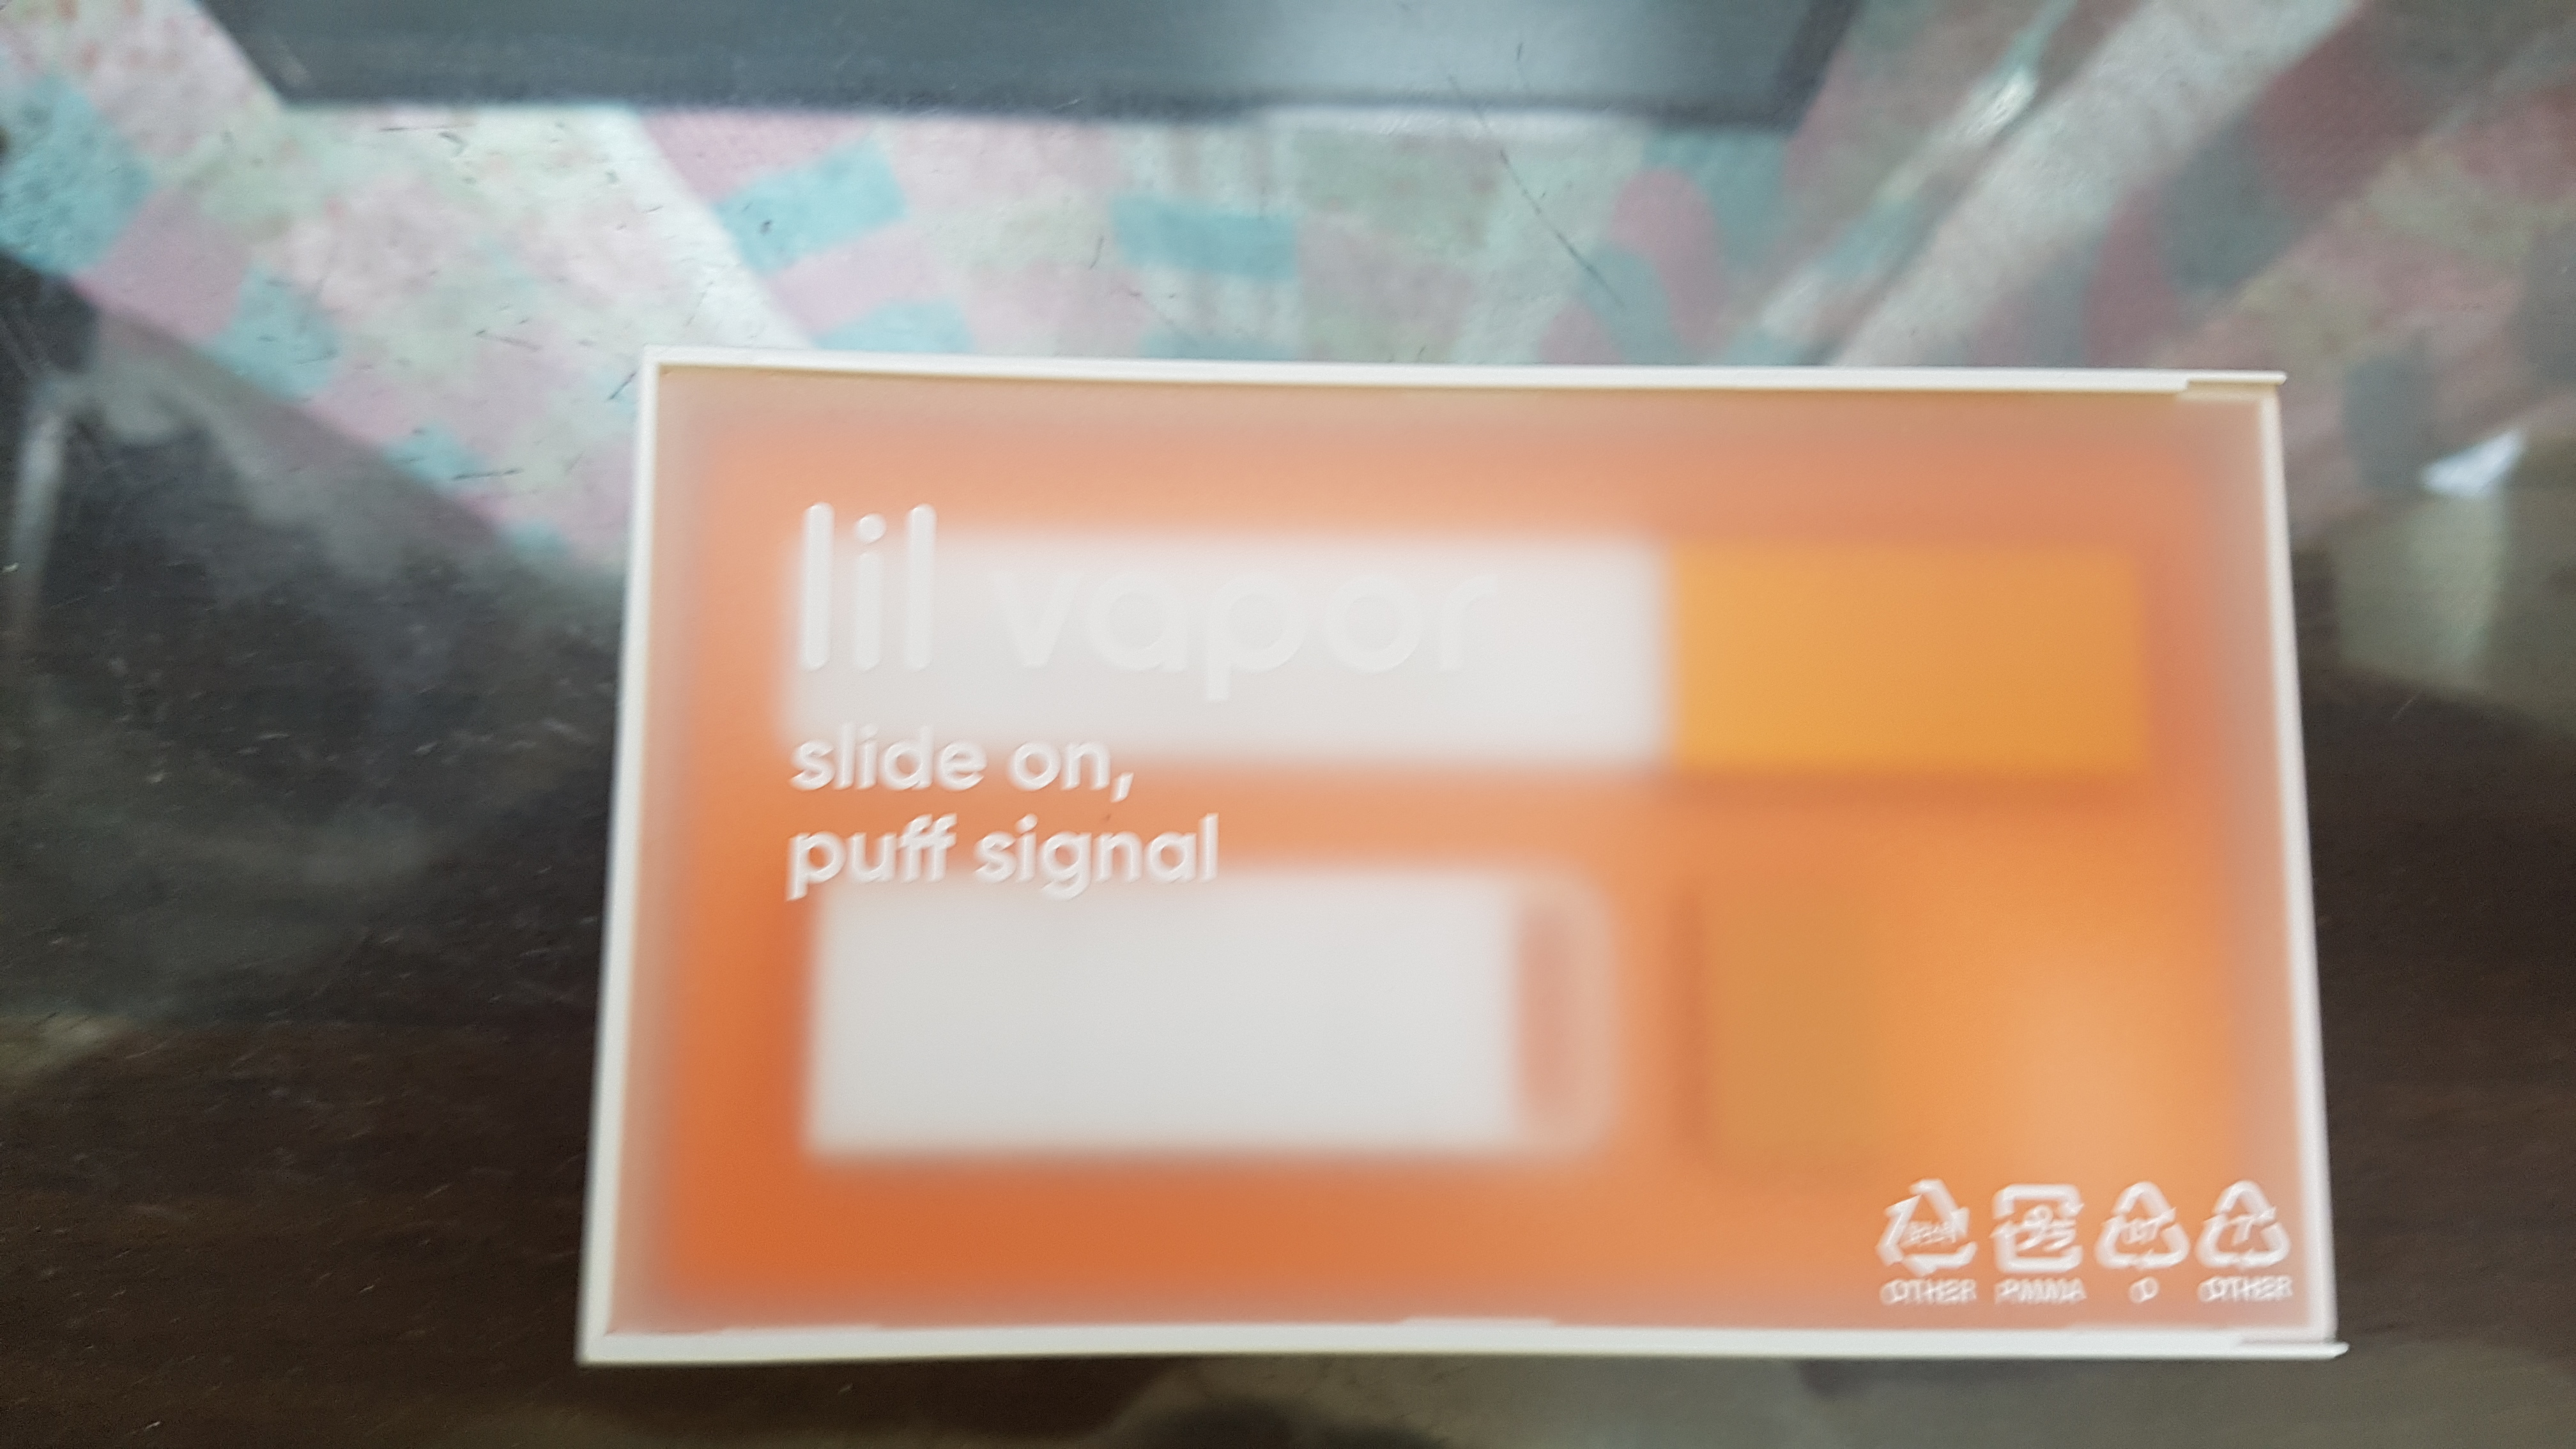 lil vapor
slide on,
puff signal
OTHER PMMA OTHER